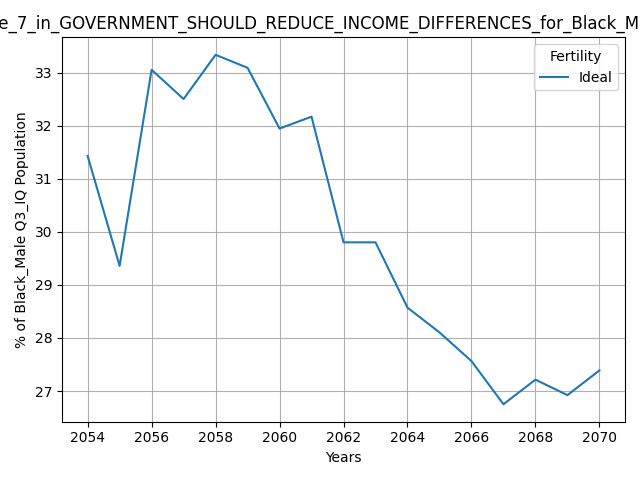 e_7_in_GOVERNMENT_SHOULD_REDUCE_INCOME_DIFFERENCES_for_Black_M
Fertility
Ideal
% of Black_Male Q3_IQ Population
33
32
31
30
29
28
27
2054 2056 2058 2060 2062 2064 2066 2068 2070
Years